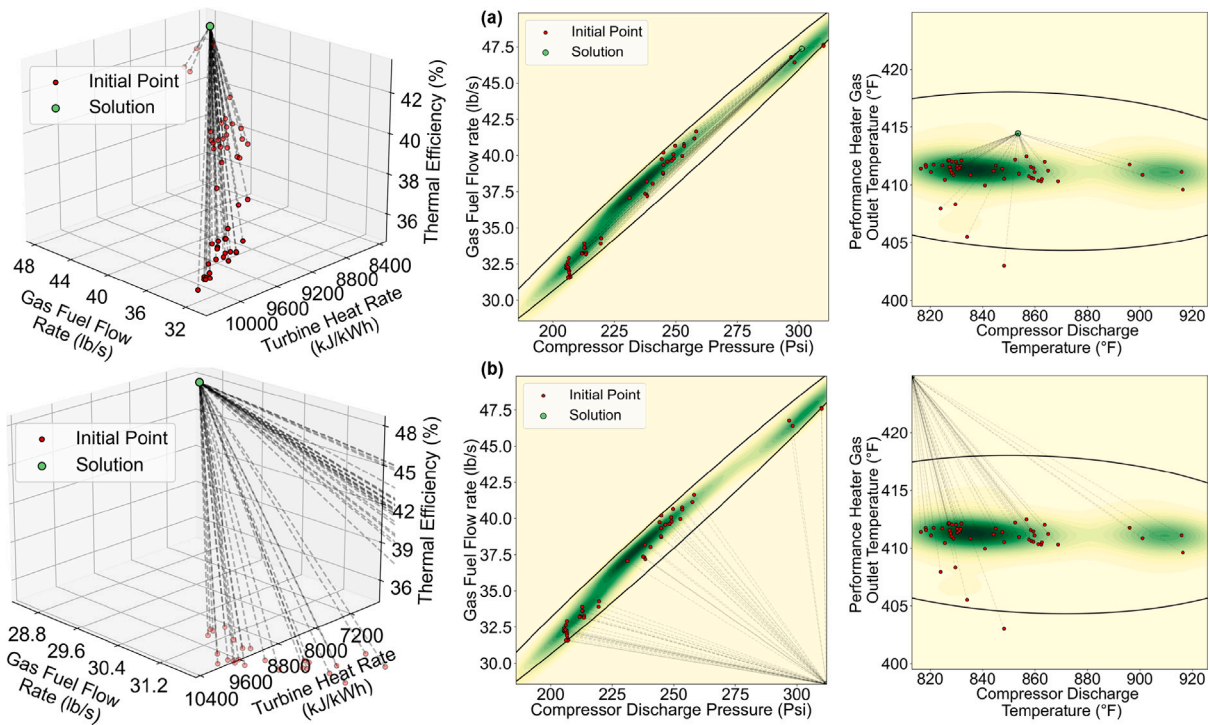 (a)
Initial Point
Solution
42
40
38
36
Thermal Efficiency (%)
48
44
40
36
32
Gas Fuel Flow
Rate (lb/s)
10000
9600
9200
8800
8400
Turbine Heat Rate
(kJ/kWh)
Initial Point
Solution
47.5
45.0
42.5
40.0
37.5
35.0
32.5
30.0
Gas Fuel Flow rate (lb/s)
200
225
250
275
300
Compressor Discharge Pressure (Psi)
420
415
410
405
400
Performance Heater Gas
Outlet Temperature (°F)
820
840
860
880
900
920
Compressor Discharge
Temperature (°F)
(b)
Initial Point
Solution
48
45
42
39
36
Thermal Efficiency (%)
28.8
29.6
30.4
31.2
Gas Fuel Flow
Rate (lb/s)
10400
9600
8800
8000
7200
Turbine Heat Rate
(kJ/kWh)
Initial Point
Solution
47.5
45.0
42.5
40.0
37.5
35.0
32.5
30.0
Gas Fuel Flow rate (lb/s)
200
225
250
275
300
Compressor Discharge Pressure (Psi)
420
415
410
405
400
Performance Heater Gas
Outlet Temperature (°F)
820
840
860
880
900
920
Compressor Discharge
Temperature (°F)